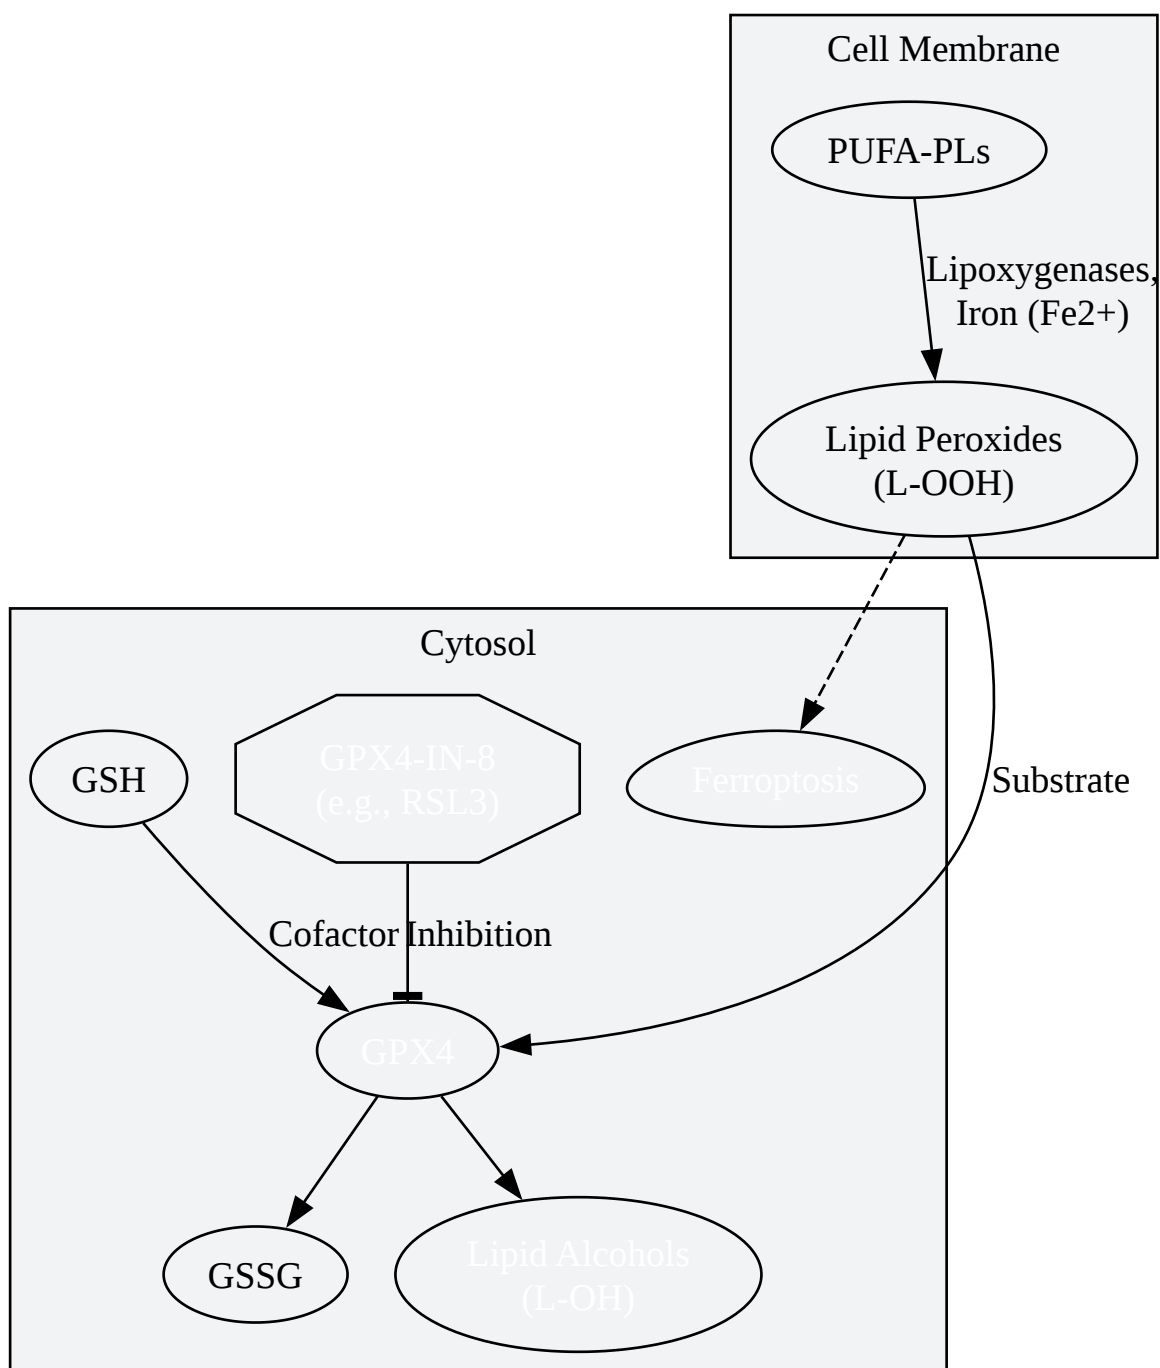 Cell Membrane
PUFA-PLs
Lipoxygenases,
Iron (Fe2+)
Lipid Peroxides
(L-OOH)
Cytosol
GSH
GPX4-IN-8
(e.g., RSL3)
Ferroptosis
Substrate
Cofactor
Inhibition
GPX4
GSSG
Lipid Alcohols
(L-OH)